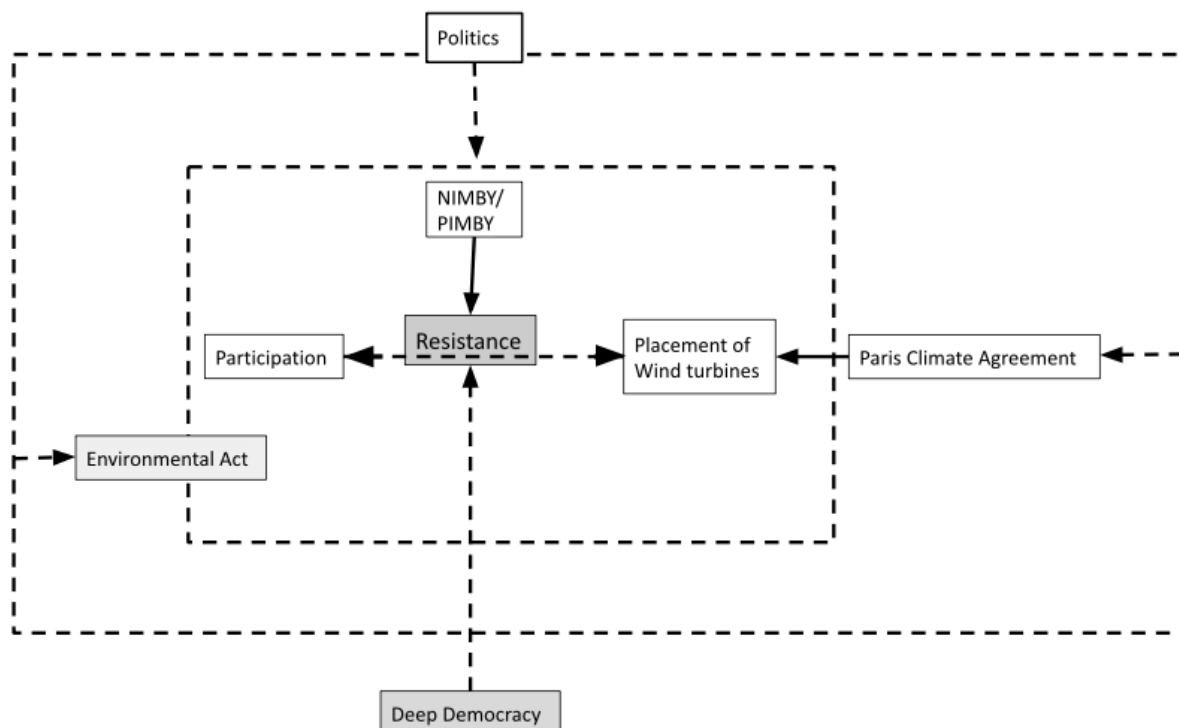 Politics
NIMBY/
PIMBY
Resistance
Participation
Placement of
Wind turbines
Paris Climate Agreement
Environmental Act
Deep Democracy